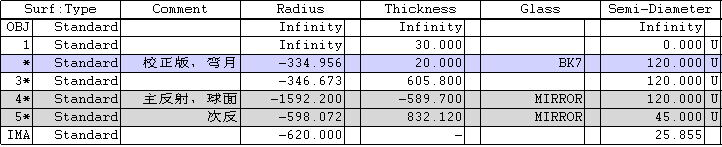 Surf:Type Comment Radius Thickness Glass Semi-Diameter
OBJ Standard Infinity Infinity Infinity
1 Standard Infinity 30.000 0.000 U
* Standard 校正版，弯月 -334.956 20.000 BK7 120.000 U
3* Standard -346.673 605.800 120.000 U
4* Standard 主反射，球面 -1592.200 -589.700 MIRROR 120.000 U
5* Standard 次反 -598.072 832.120 MIRROR 45.000 U
IMA Standard -620.000 - 25.855